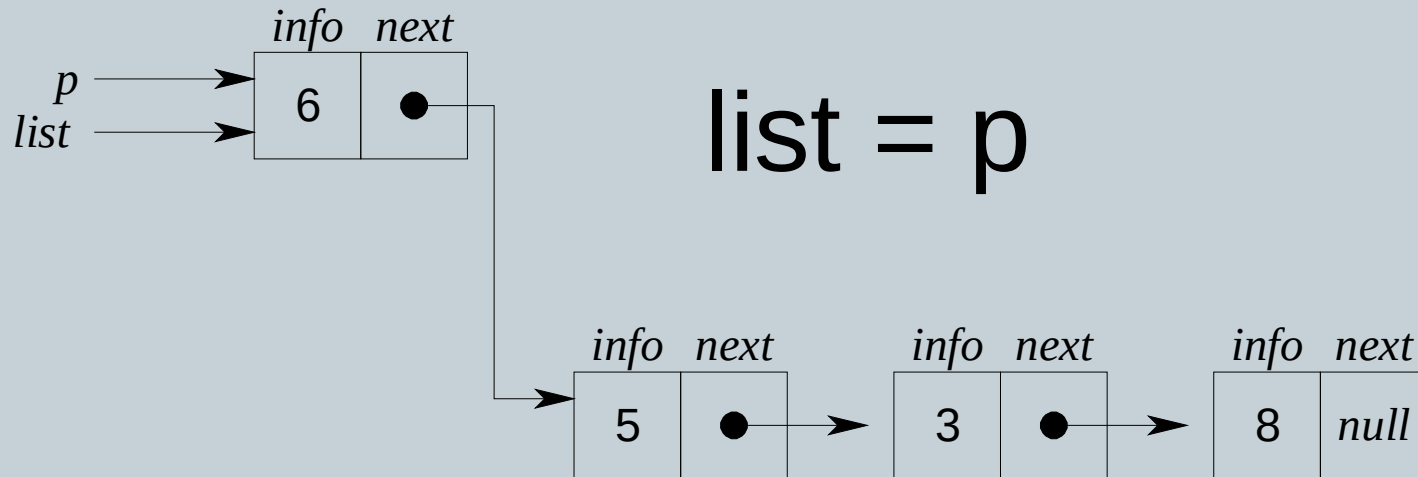 info next
p
list
6
list = p
info next
info next
info next
5
3
8
null